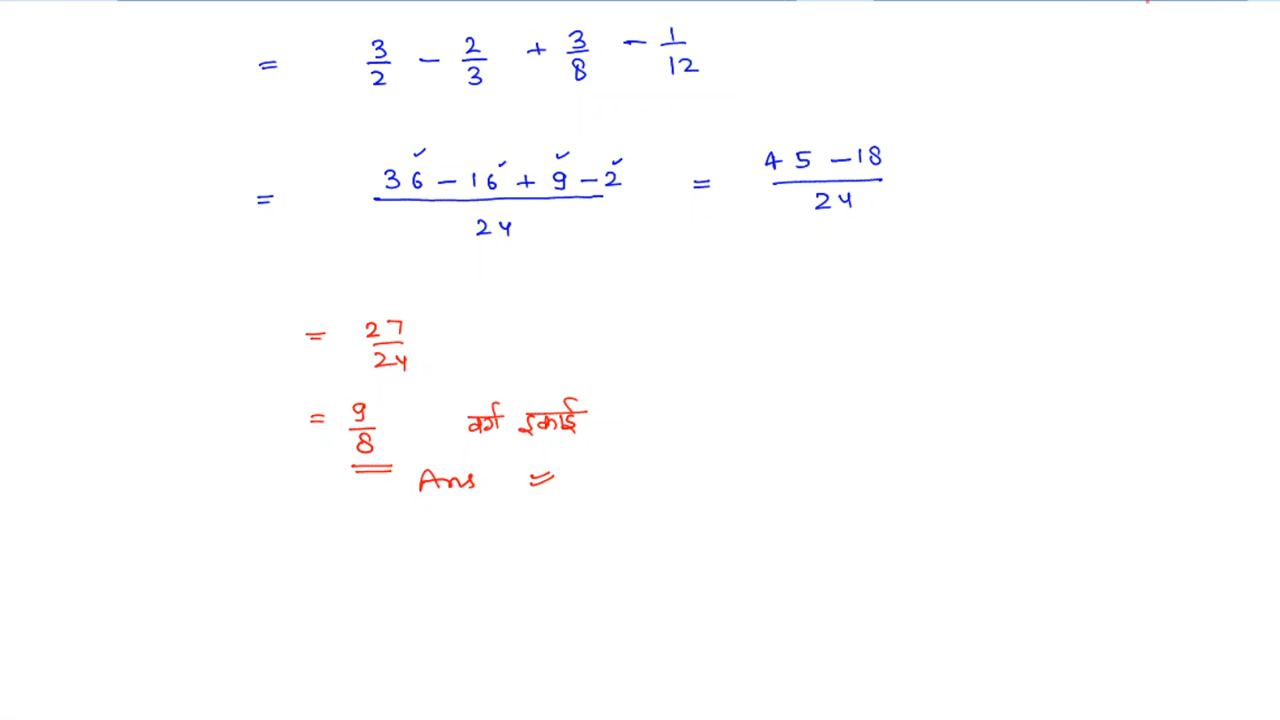 = 3/2 - 2/3 + 3/8 - 1/12
= (36 - 16 + 9 - 2)/24 = (45 - 18)/24
= 27/24
= 9/8 वर्ग इकाई
Ans =